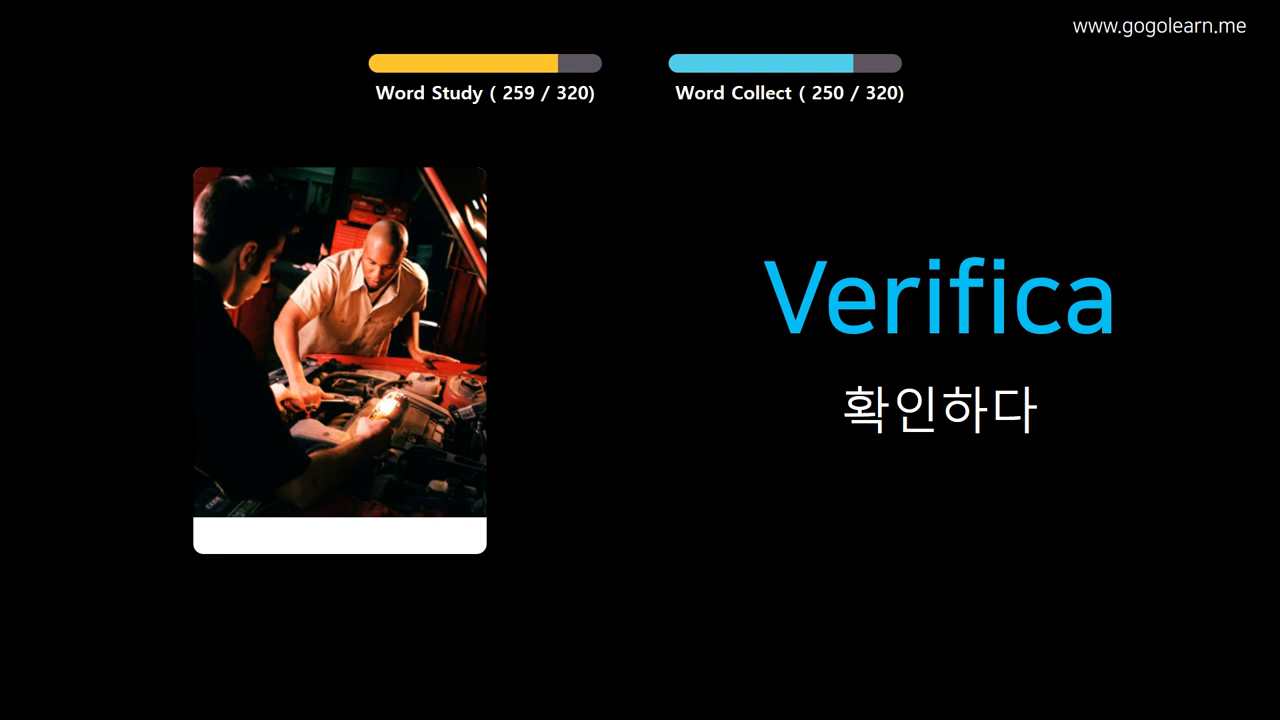 www.gogolearn.me
Word Study ( 259 / 320)
Word Collect ( 250 / 320)
Verifica
확인하다